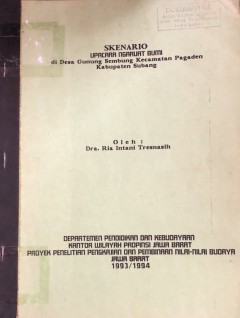 SKENARIO
UPACARA NGARUAT BUMI
di Desa Gunung Sembung Kecamatan Pagaden
Kabupaten Subang
Oleh :
Dra. Ria Intani Tresnasih
DEPARTEMEN PENDIDIKAN DAN KEBUDAYAAN
KANTOR WILAYAH PROPINSI JAWA BARAT
PROYEK PENELITIAN PENGKAJIAN DAN PEMBINAAN NILAI-NILAI BUDAYA
JAWA BARAT
1993/1994